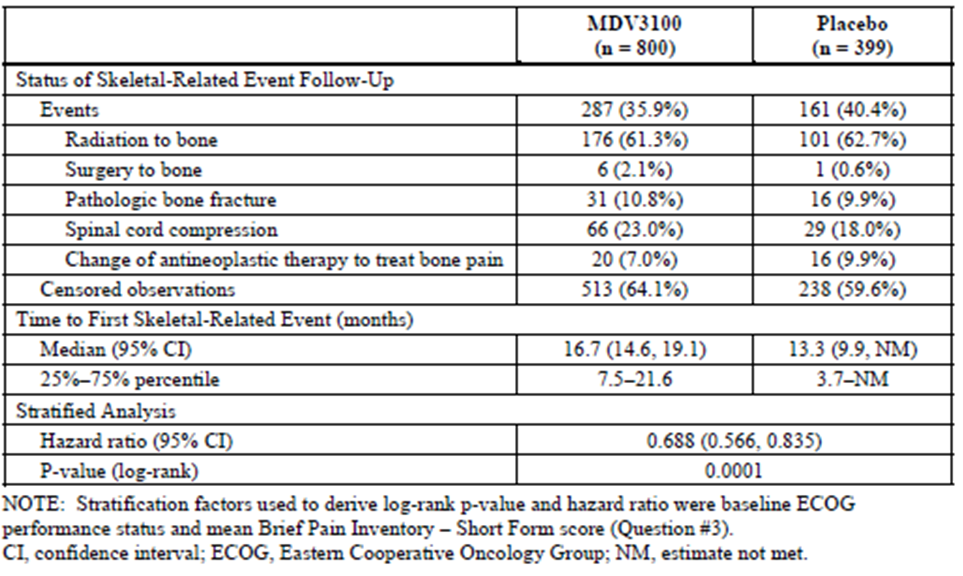 MDV3100 Placebo
(n = 800) (n = 399)
Status of Skeletal-Related Event Follow-Up
Events 287 (35.9%) 161 (40.4%)
Radiation to bone 176 (61.3%) 101 (62.7%)
Surgery to bone 6 (2.1%) 1 (0.6%)
Pathologic bone fracture 31 (10.8%) 16 (9.9%)
Spinal cord compression 66 (23.0%) 29 (18.0%)
Change of antineoplastic therapy to treat bone pain 20 (7.0%) 16 (9.9%)
Censored observations 513 (64.1%) 238 (59.6%)
Time to First Skeletal-Related Event (months)
Median (95% CI) 16.7 (14.6, 19.1) 13.3 (9.9, NM)
25%–75% percentile 7.5–21.6 3.7–NM
Stratified Analysis
Hazard ratio (95% CI) 0.688 (0.566, 0.835)
P-value (log-rank) 0.0001
NOTE: Stratification factors used to derive log-rank p-value and hazard ratio were baseline ECOG
performance status and mean Brief Pain Inventory – Short Form score (Question #3).
CI, confidence interval; ECOG, Eastern Cooperative Oncology Group; NM, estimate not met.